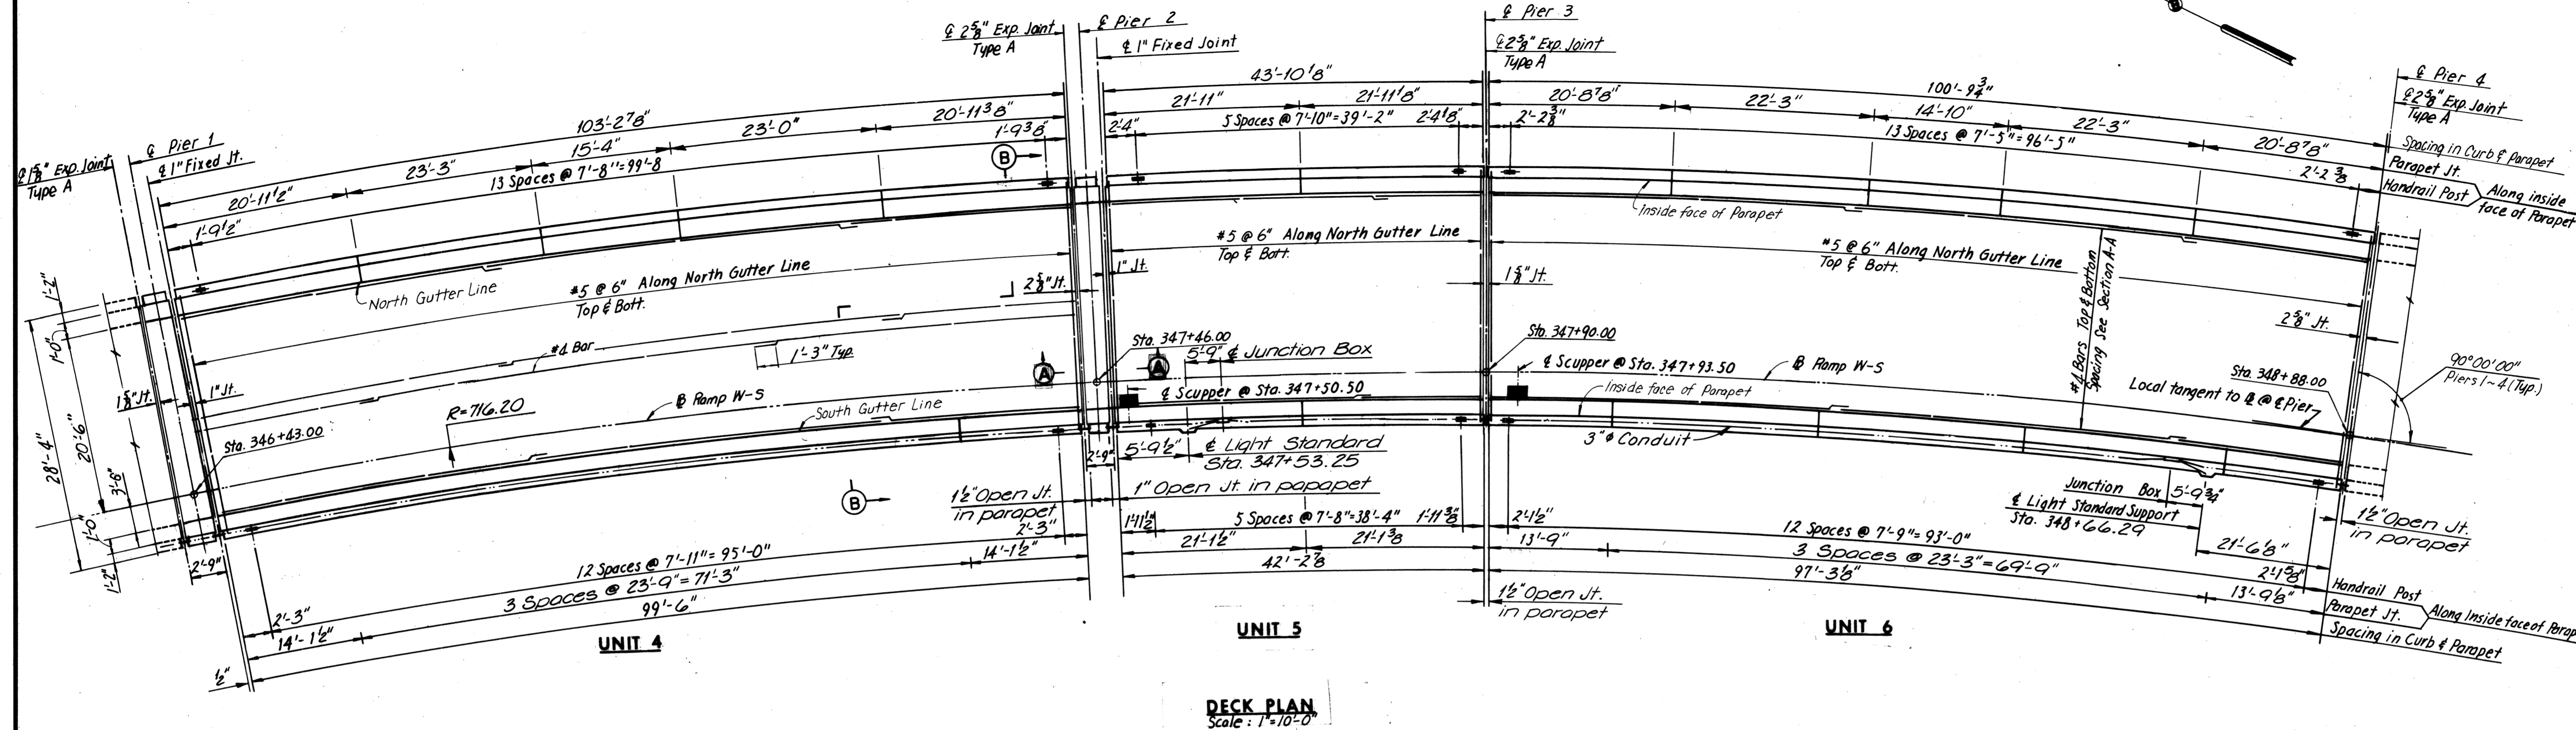 ℄ 2⅝" Exp. Joint
Type A
℄ Pier 2
℄ 1" Fixed Joint
℄ Pier 3
℄ 2⅝" Exp. Joint
Type A
℄ Pier 4
℄ 2⅝" Exp. Joint
Type A
℄ 1⅝" Exp. Joint
Type A
℄ Pier 1
℄ 1" Fixed Jt.
103'-2⅞"
20'-11½"
23'-3"
15'-4"
23'-0"
20'-11⅜"
1'-9½"
13 Spaces @ 7'-8"=99'-8
1'-9⅜"
B
43'-10⅛"
21'-11"
21'-11⅛"
2'-4"
5 Spaces @ 7'-10"=39'-2"
2'-4⅛"
100'-9¾"
20'-8⅞"
22'-3"
14'-10"
22'-3"
20'-8⅞"
2'-2⅜"
13 Spaces @ 7'-5"=96'-5"
2'-2⅜
Spacing in Curb & Parapet
Parapet Jt.
Handrail Post
Along inside
face of Parapet
North Gutter Line
#5 @ 6" Along North Gutter Line
Top & Bott.
2⅝" Jt.
1" Jt.
#5 @ 6" Along North Gutter Line
Top & Bott.
1⅝" Jt.
Inside face of Parapet
#5 @ 6" Along North Gutter Line
Top & Bott.
#4 Bars Top & Bottom
Spacing See Section A-A
2⅝" Jt.
90°00'00"
Piers 1~4 (Typ.)
1'-2"
1'-0"
28'-4"
20'-6"
3'-6"
1'-0"
1'-2"
1⅝" Jt.
1" Jt.
#4 Bar
1'-3" Typ.
R=716.20
℄ Ramp W-S
South Gutter Line
Sta. 346+43.00
A
Sta. 347+46.00
A
5'-9"
℄ Junction Box
℄ Scupper @ Sta. 347+50.50
Sta. 347+90.00
℄ Scupper @ Sta. 347+93.50
Inside face of Parapet
℄ Ramp W-S
Local tangent to ℄ @ ℄ Pier
Sta. 348+88.00
3" ⌀ Conduit
B
2'-9"
5'-9½"
℄ Light Standard
Sta. 347+53.25
1½" Open Jt.
in parapet
1" Open Jt. in papapet
Junction Box
5'-9¾"
℄ Light Standard Support
Sta. 348+66.29
1½" Open Jt.
in parapet
2'-9"
2'-3"
12 Spaces @ 7'-11"=95'-0"
2'-3"
14'-1½"
3 Spaces @ 23'-9"=71'-3"
14'-1½"
99'-6"
½"
1'-11½"
5 Spaces @ 7'-8"=38'-4"
1'-11⅜"
21'-1½"
21'-1⅜
42'-2⅞
2'-1½"
12 Spaces @ 7'-9"=93'-0"
2'-1⅝"
13'-9"
3 Spaces @ 23'-3"=69'-9"
13'-9⅛"
97'-3⅛"
21'-6⅛"
1½" Open Jt.
in parapet
Handrail Post
Parapet Jt.
Along Inside face of Parap
Spacing in Curb & Parapet
UNIT 4
UNIT 5
UNIT 6
DECK PLAN
Scale: 1"=10'-0"